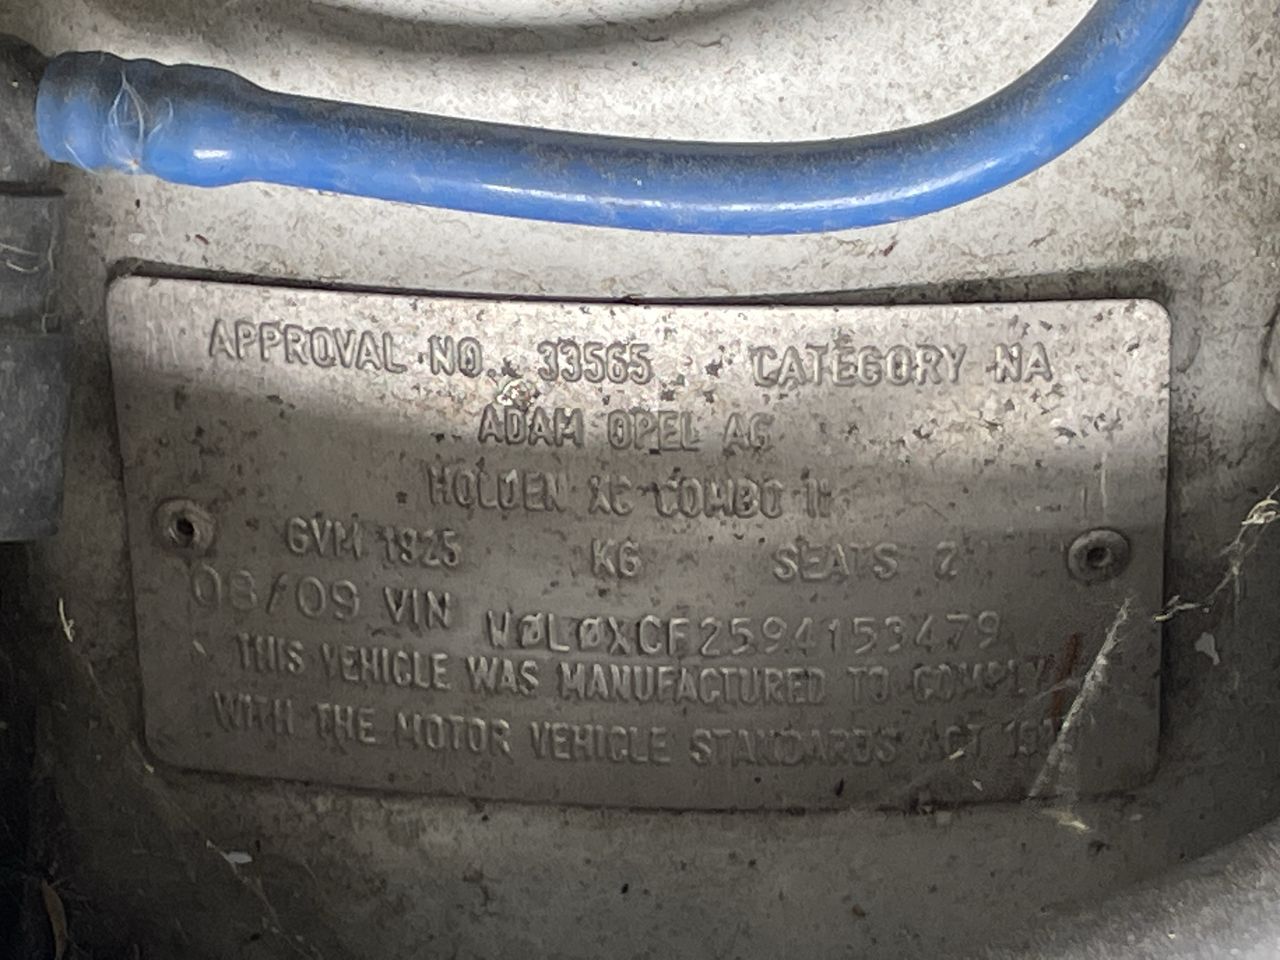 APPROVAL NO. 33565 CATEGORY NA
ADAM OPEL AG
HOLDEN XC COMBO
GVM 1925 KG SEATS 2
08/09 VIN WØLØXCF2594153479
THIS VEHICLE WAS MANUFACTURED TO COMPLY
WITH THE MOTOR VEHICLE STANDARDS ACT